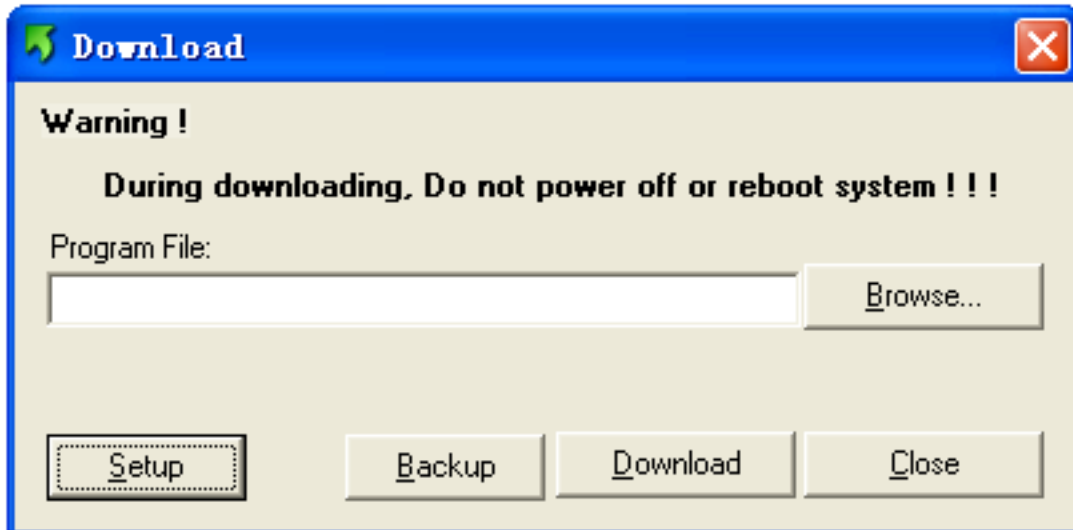 Download
Warning !
During downloading, Do not power off or reboot system ! ! !
Program File:
Browse...
Setup
Backup
Download
Close